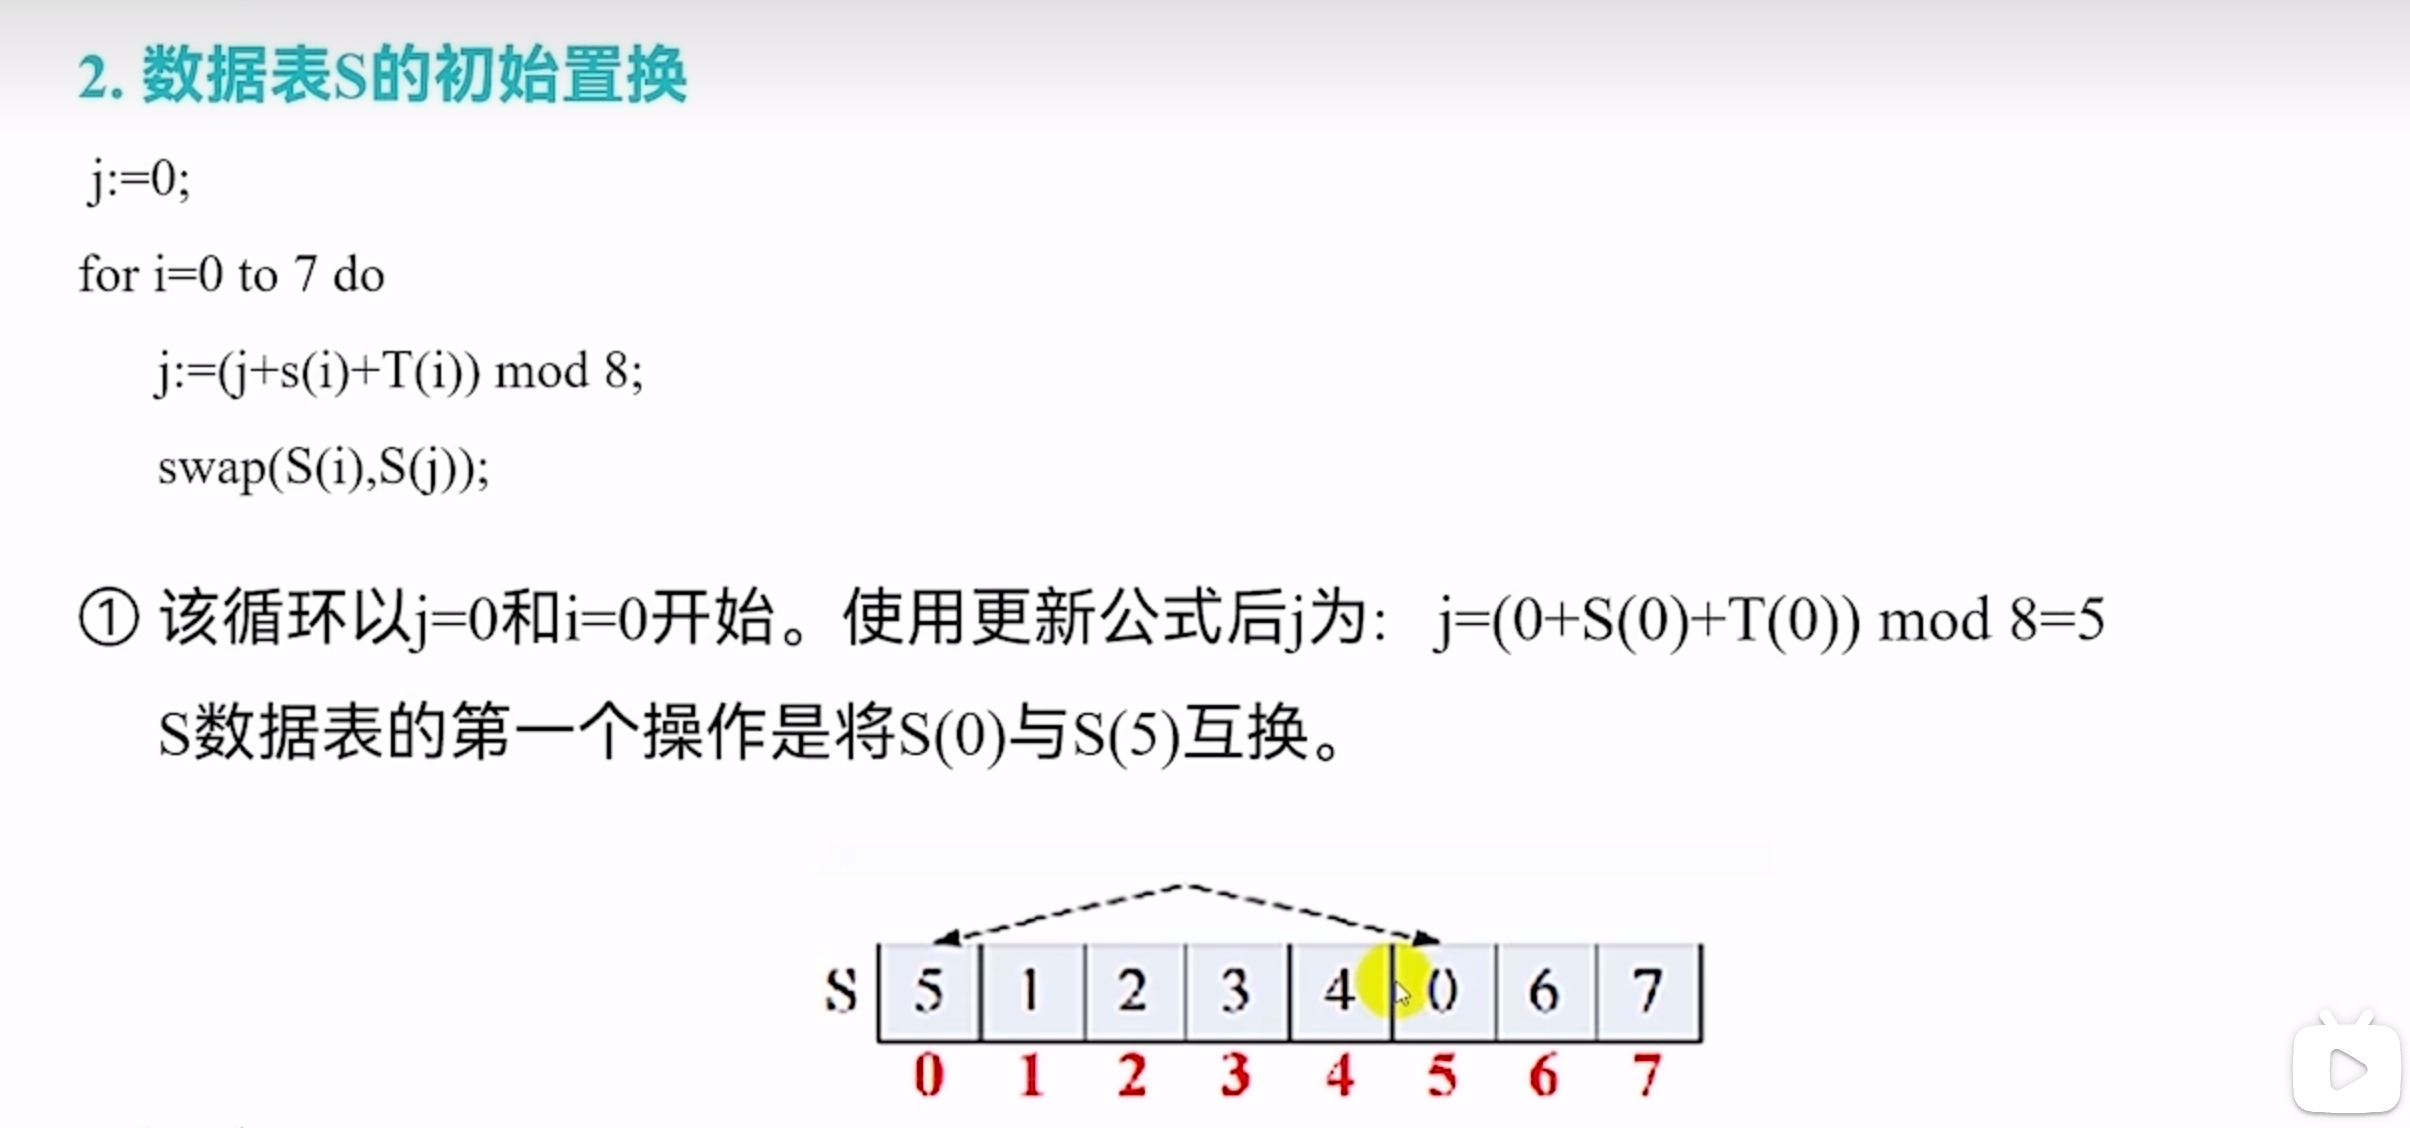 2. 数据表S的初始置换
j:=0;
for i=0 to 7 do
j:=(j+s(i)+T(i)) mod 8;
swap(S(i),S(j));
① 该循环以j=0和i=0开始。使用更新公式后j为： j=(0+S(0)+T(0)) mod 8=5
S数据表的第一个操作是将S(0)与S(5)互换。
S 5 1 2 3 4 0 6 7
0 1 2 3 4 5 6 7